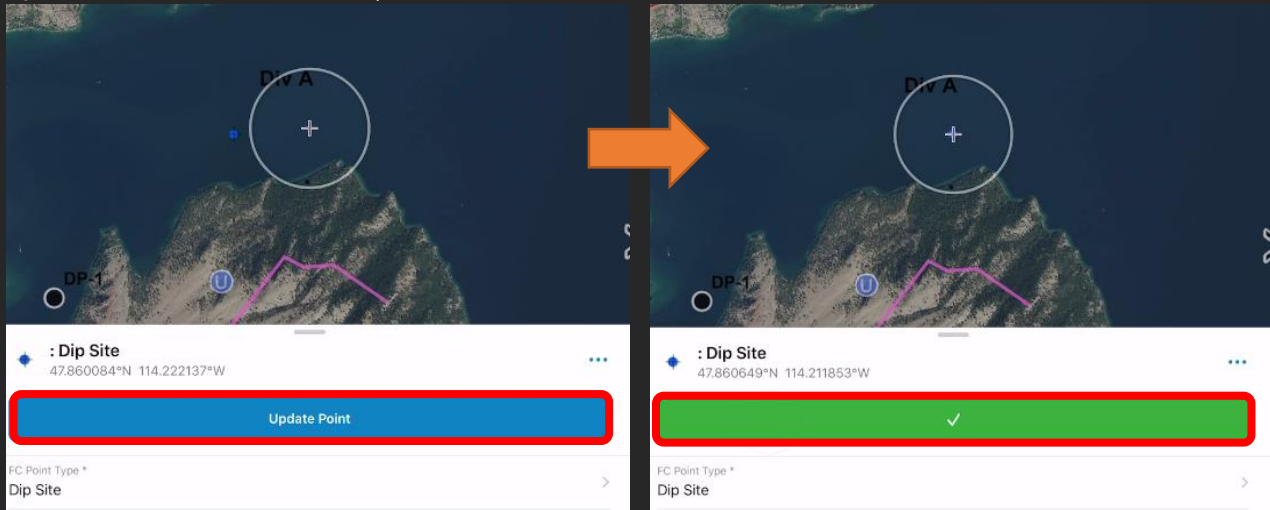 Div A
DP-1
U
: Dip Site
47.860084°N 114.222137°W
Update Point
FC Point Type *
Dip Site
Div A
DP-1
U
: Dip Site
47.860649°N 114.211853°W
FC Point Type *
Dip Site